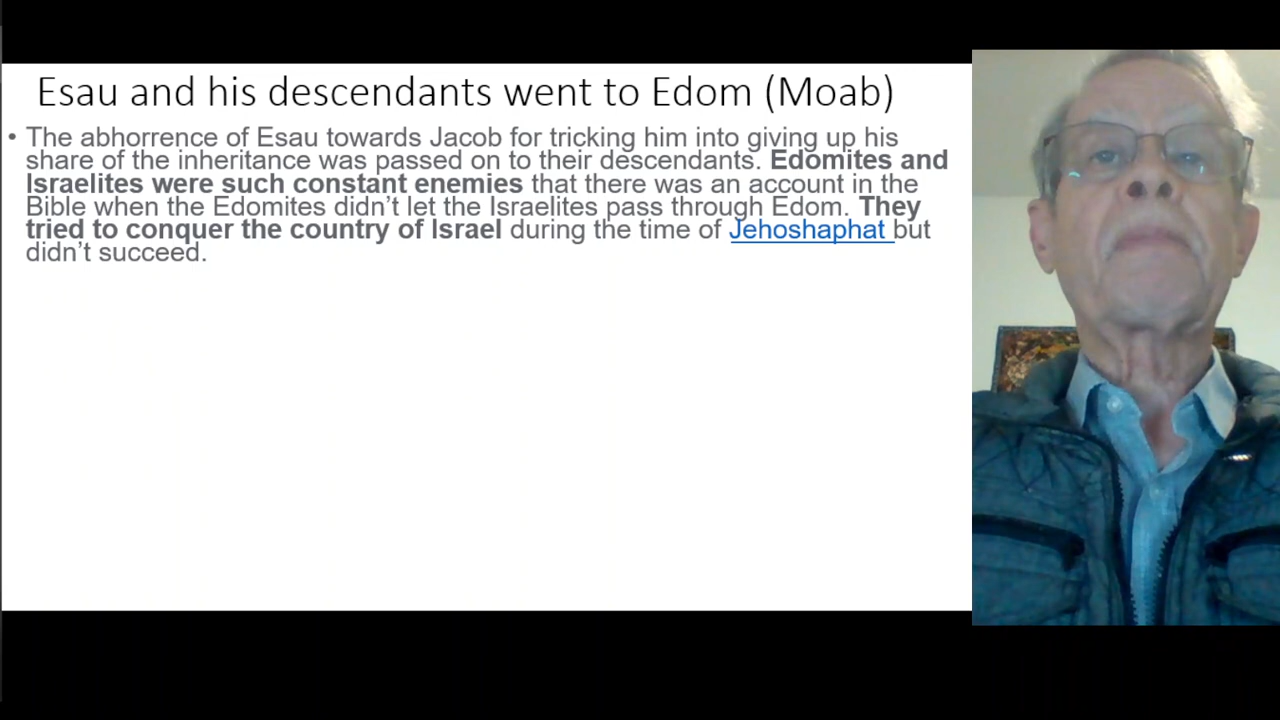 Esau and his descendants went to Edom (Moab)
• The abhorrence of Esau towards Jacob for tricking him into giving up his
share of the inheritance was passed on to their descendants. Edomites and
Israelites were such constant enemies that there was an account in the
Bible when the Edomites didn’t let the Israelites pass through Edom. They
tried to conquer the country of Israel during the time of Jehoshaphat but
didn’t succeed.